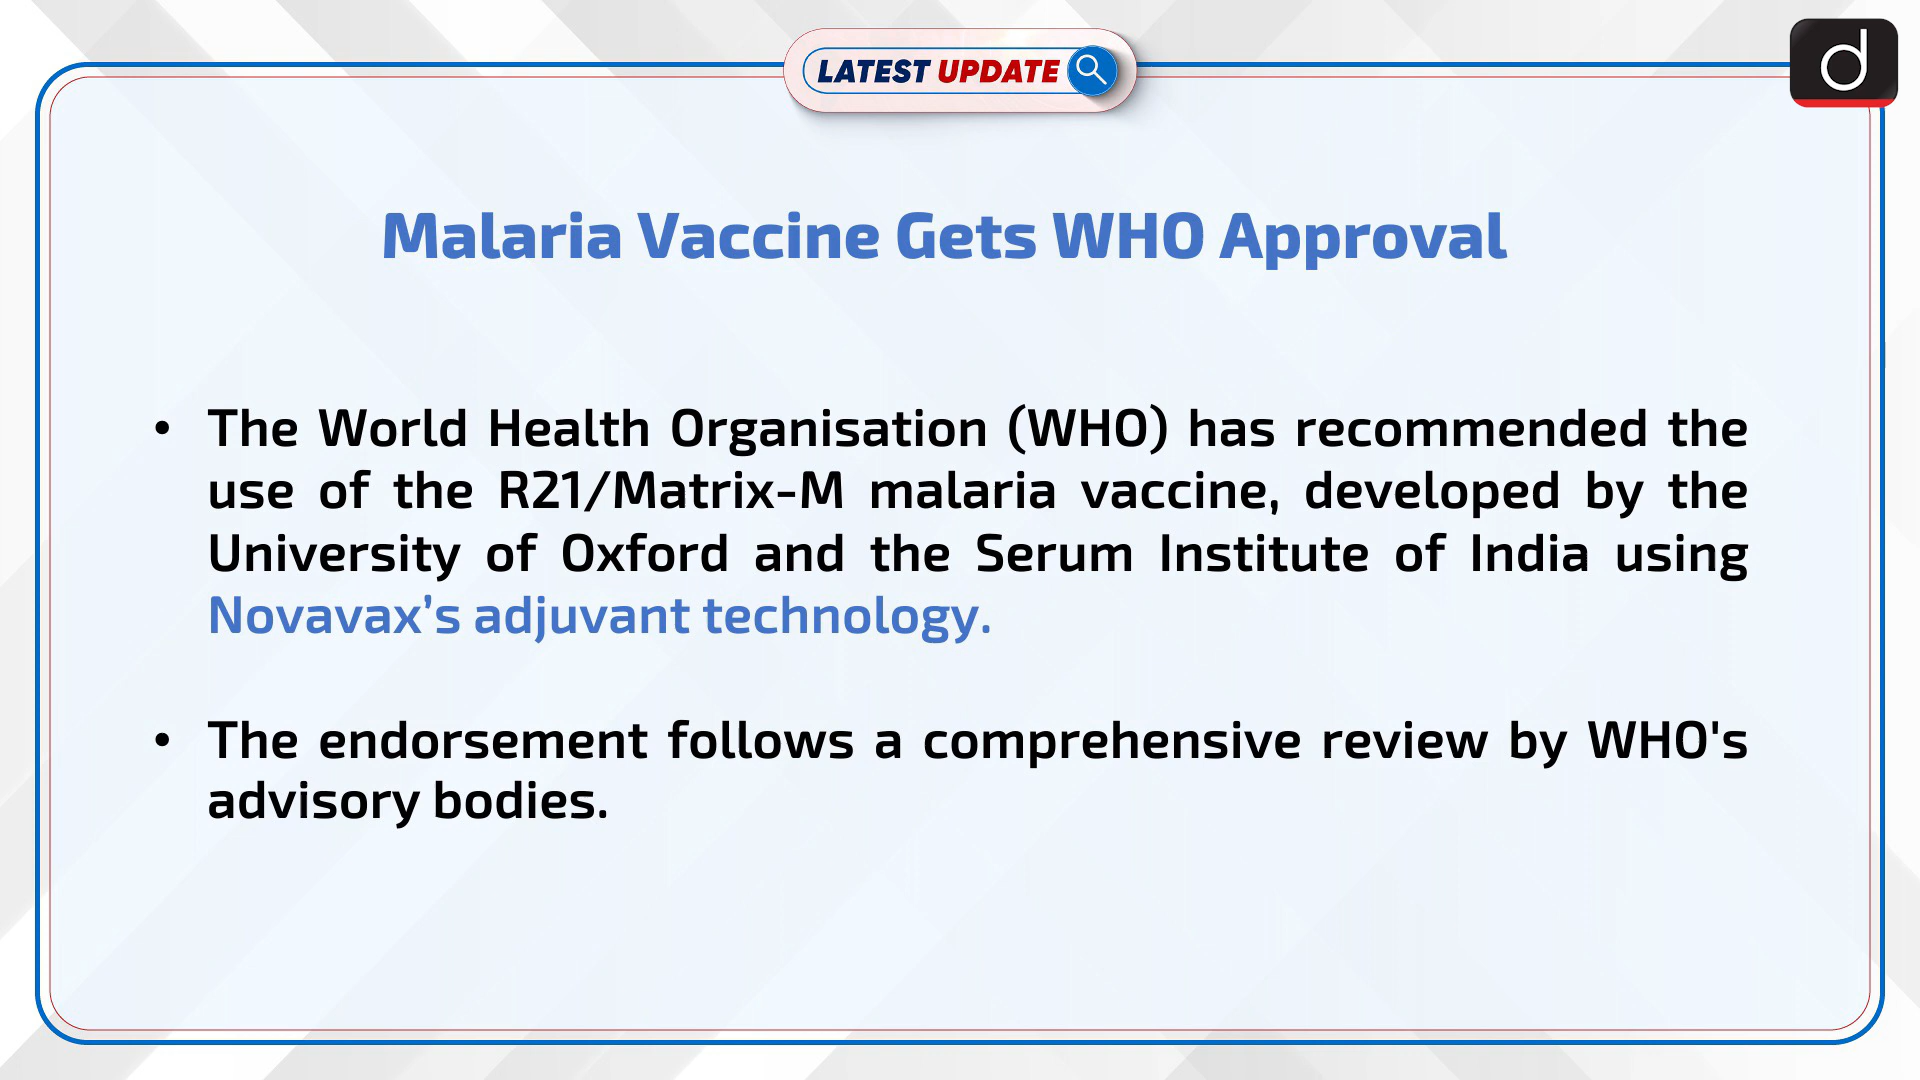 LATEST UPDATE
d
Malaria Vaccine Gets WHO Approval
• The World Health Organisation (WHO) has recommended the
use of the R21/Matrix-M malaria vaccine, developed by the
University of Oxford and the Serum Institute of India using
Novavax’s adjuvant technology.
• The endorsement follows a comprehensive review by WHO's
advisory bodies.